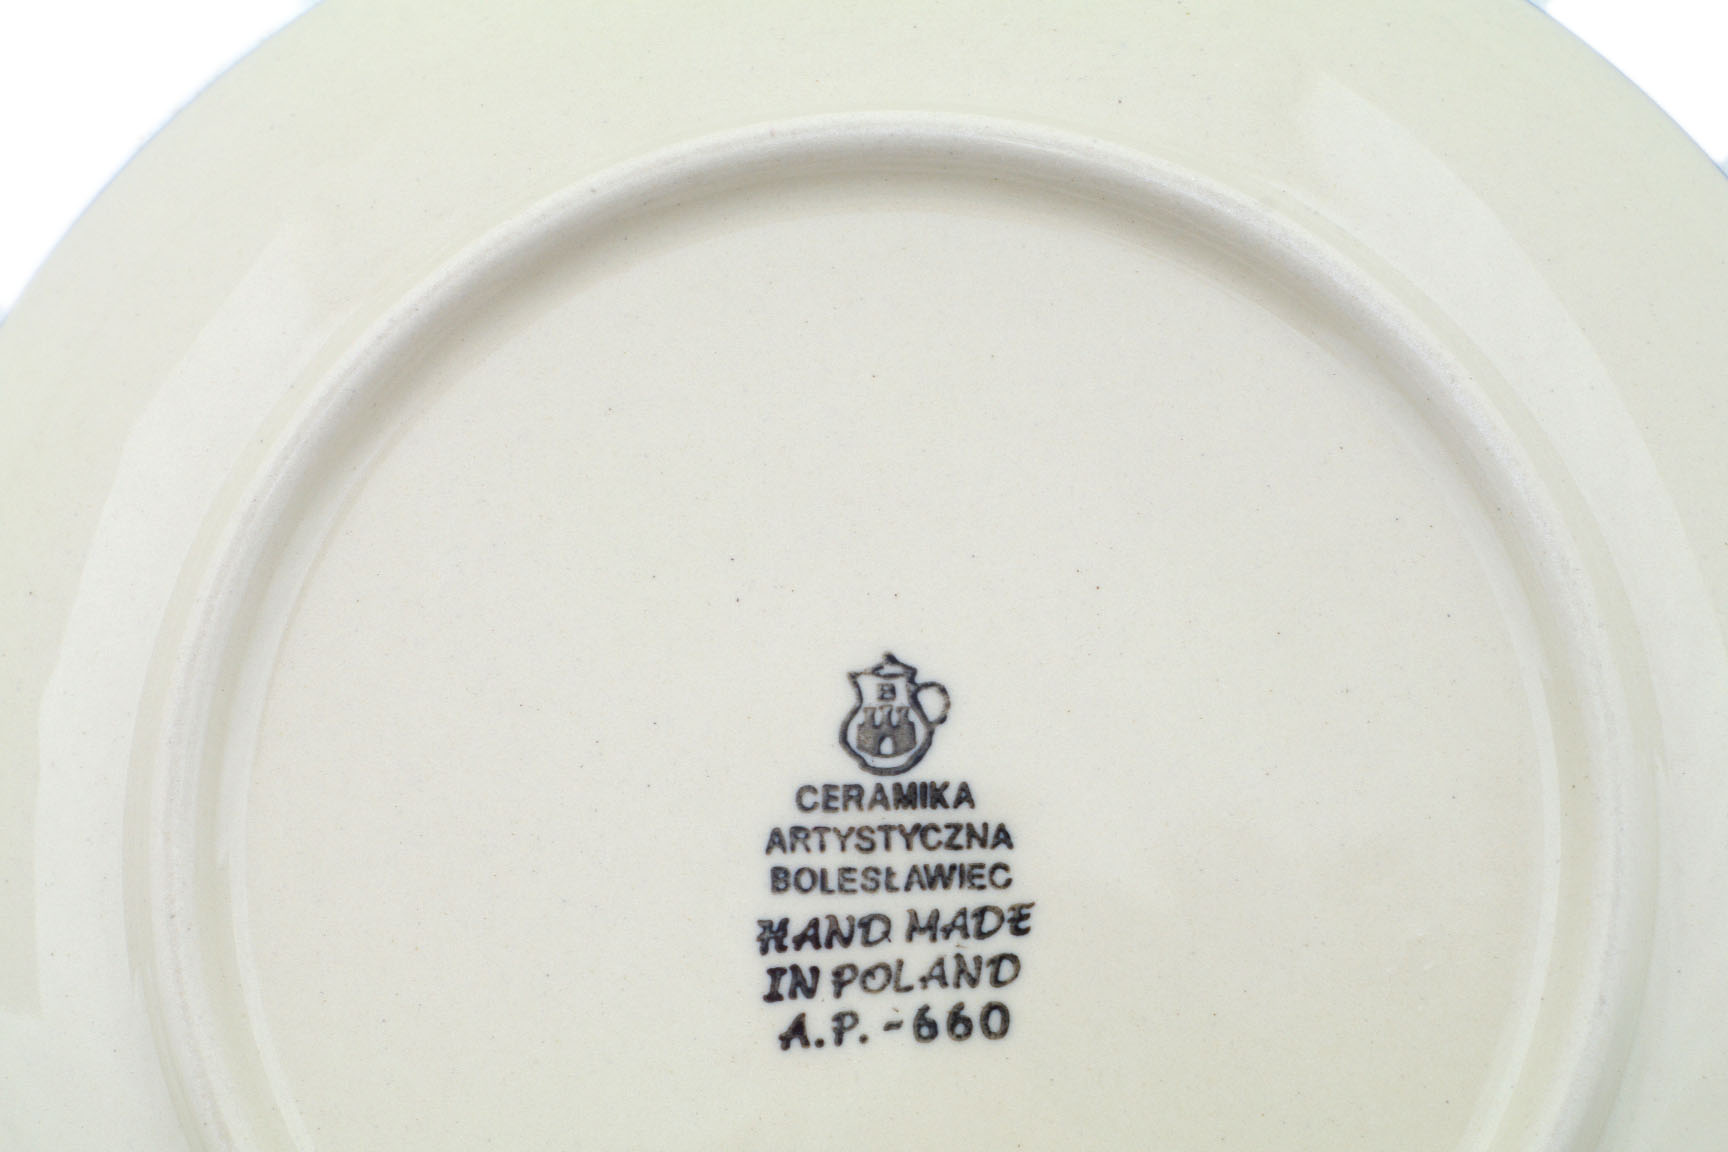 B
CERAMIKA
ARTYSTYCZNA
BOLESŁAWIEC
HAND MADE
IN POLAND
A.P. -660